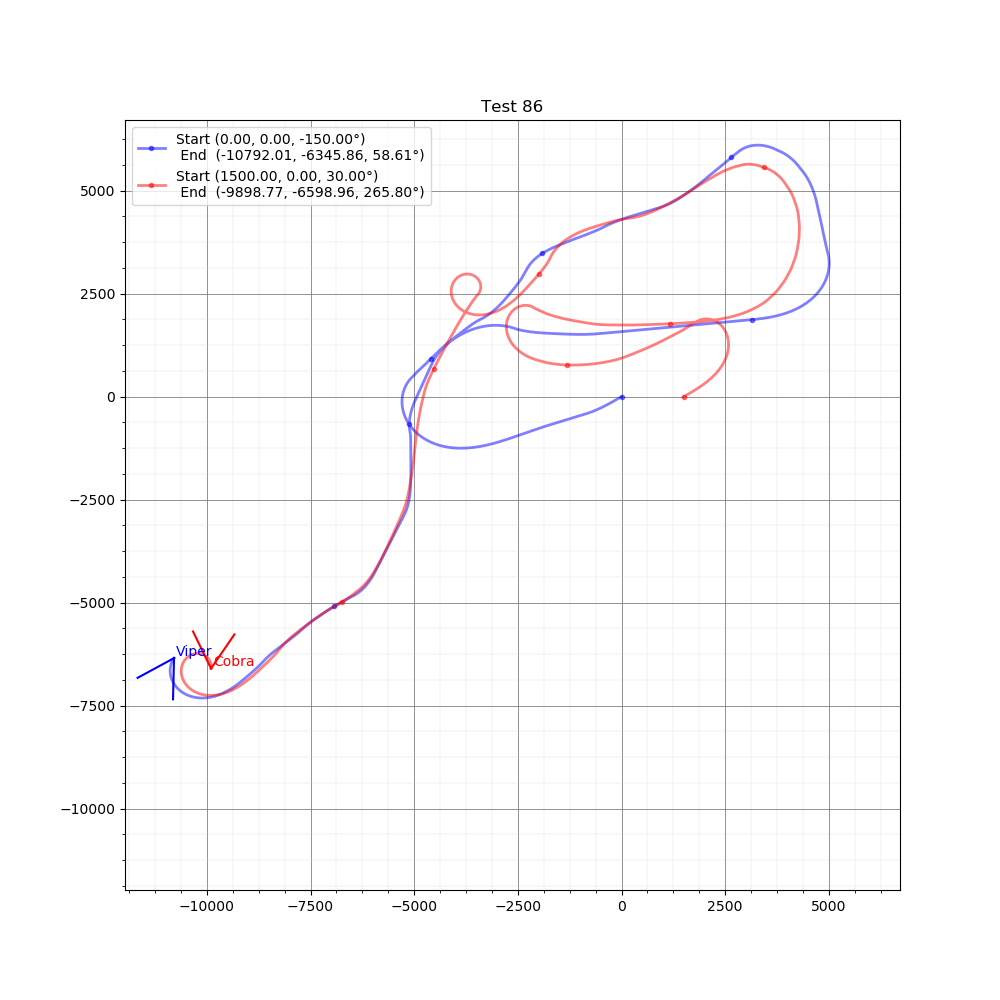 Test 86
Start (0.00, 0.00, -150.00°)
End (-10792.01, -6345.86, 58.61°)
Start (1500.00, 0.00, 30.00°)
End (-9898.77, -6598.96, 265.80°)
5000
2500
0
−2500
−5000
−7500
−10000
Viper
Cobra
−10000 −7500 −5000 −2500 0 2500 5000